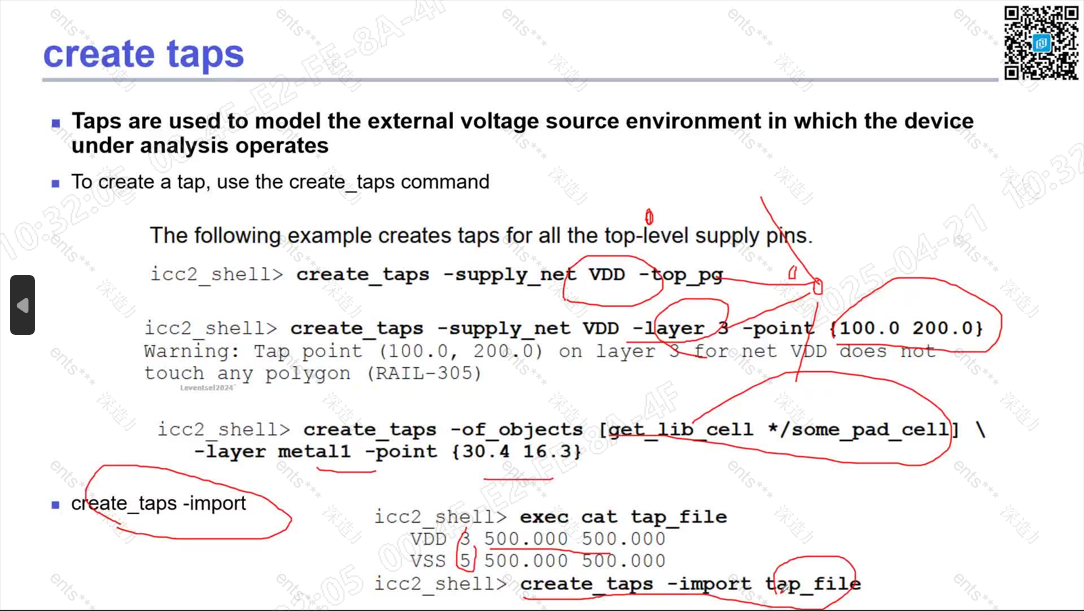 create taps
Taps are used to model the external voltage source environment in which the device
under analysis operates
To create a tap, use the create_taps command
The following example creates taps for all the top-level supply pins.
icc2_shell> create_taps -supply_net VDD -top_pg
icc2_shell> create_taps -supply_net VDD -layer 3 -point {100.0 200.0}
Warning: Tap point (100.0, 200.0) on layer 3 for net VDD does not
touch any polygon (RAIL-305)
Leventsel2024
icc2_shell> create_taps -of_objects [get_lib_cell */some_pad_cell] \
-layer metal1 -point {30.4 16.3}
create_taps -import
icc2_shell> exec cat tap_file
VDD 3 500.000 500.000
VSS 5 500.000 500.000
icc2_shell> create_taps -import tap_file